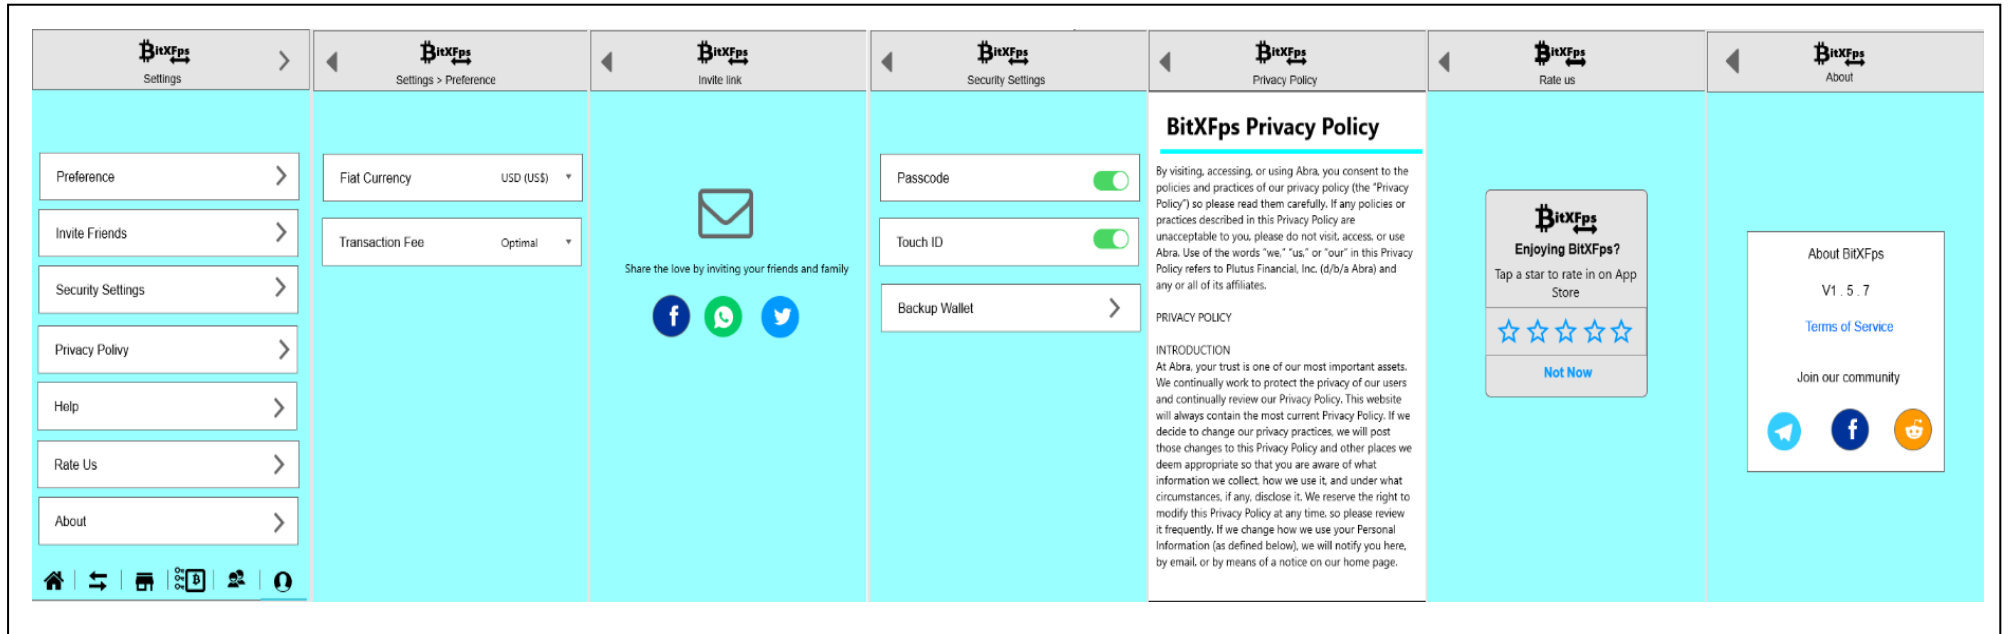 BitXFps
Settings
Preference
Invite Friends
Security Settings
Privacy Polivy
Help
Rate Us
About
BitXFps
Settings > Preference
Fiat Currency USD (US$)
Transaction Fee Optimal
BitXFps
Invite link
Share the love by inviting your friends and family
BitXFps
Security Settings
Passcode
Touch ID
Backup Wallet
BitXFps
Privacy Policy
BitXFps Privacy Policy
By visiting, accessing, or using Abra, you consent to the
policies and practices of our privacy policy (the "Privacy
Policy") so please read them carefully. If any policies or
practices described in this Privacy Policy are
unacceptable to you, please do not visit, access, or use
Abra. Use of the words "we," "us," or "our" in this Privacy
Policy refers to Plutus Financial, Inc. (d/b/a Abra) and
any or all of its affiliates.
PRIVACY POLICY
INTRODUCTION
At Abra, your trust is one of our most important assets.
We continually work to protect the privacy of our users
and continually review our Privacy Policy. This website
will always contain the most current Privacy Policy. If we
decide to change our privacy practices, we will post
those changes to this Privacy Policy and other places we
deem appropriate so that you are aware of what
information we collect, how we use it, and under what
circumstances, if any, disclose it. We reserve the right to
modify this Privacy Policy at any time, so please review
it frequently. If we change how we use your Personal
Information (as defined below), we will notify you here,
by email, or by means of a notice on our home page.
BitXFps
Rate us
BitXFps
Enjoying BitXFps?
Tap a star to rate in on App
Store
Not Now
BitXFps
About
About BitXFps
V1 . 5 . 7
Terms of Service
Join our community